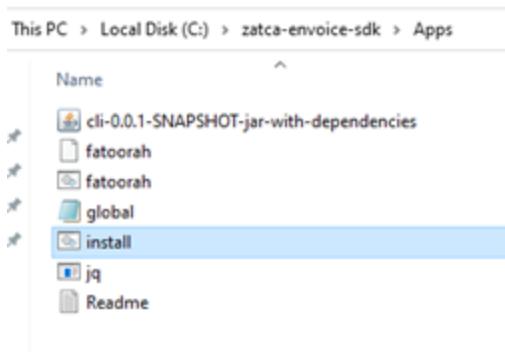 This PC > Local Disk (C:) > zatca-envoice-sdk > Apps
Name
cli-0.0.1-SNAPSHOT-jar-with-dependencies
fatoorah
fatoorah
global
install
jq
Readme